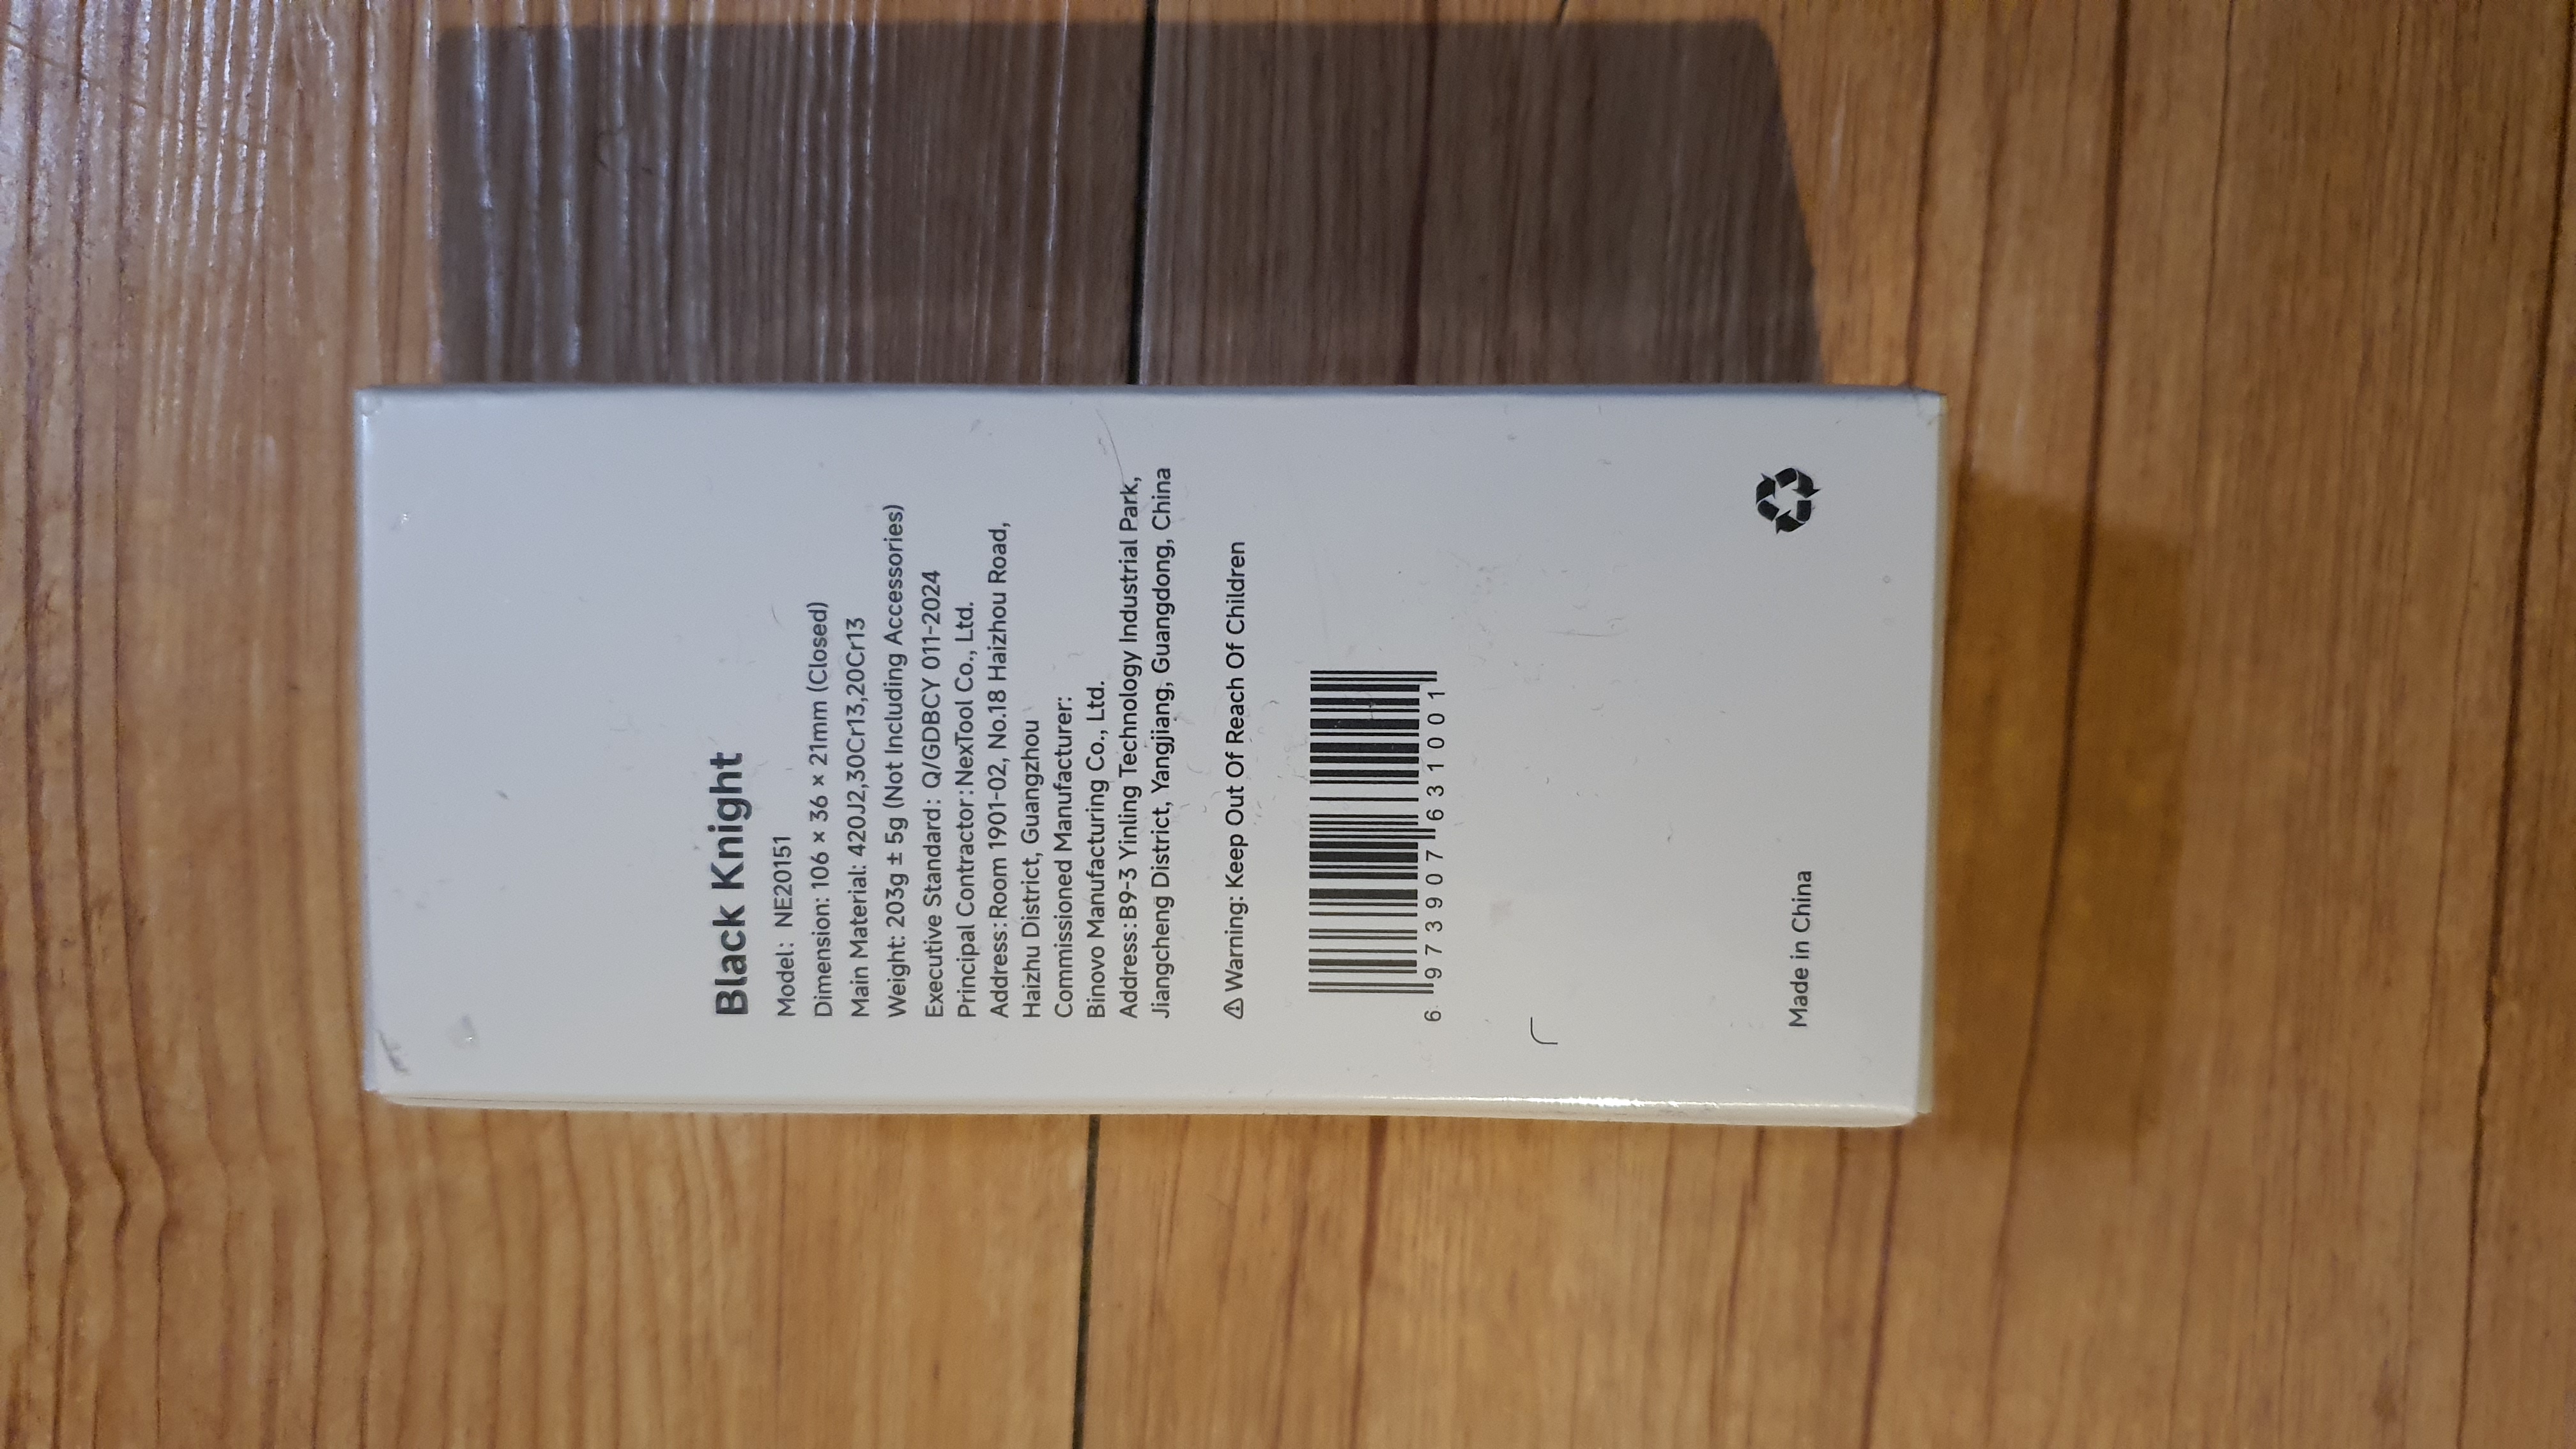 Black Knight
Model: NE20151
Dimension: 106 × 36 × 21mm (Closed)
Main Material: 420J2,30Cr13,20Cr13
Weight: 203g ± 5g (Not Including Accessories)
Executive Standard: Q/GDBCY 011-2024
Principal Contractor: NexTool Co., Ltd.
Address: Room 1901-02, No.18 Haizhou Road,
Haizhu District, Guangzhou
Commissioned Manufacturer:
Binovo Manufacturing Co., Ltd.
Address: B9-3 Yinling Technology Industrial Park,
Jiangcheng District, Yangjiang, Guangdong, China
⚠ Warning: Keep Out Of Reach Of Children
6 973907 631001
Made in China